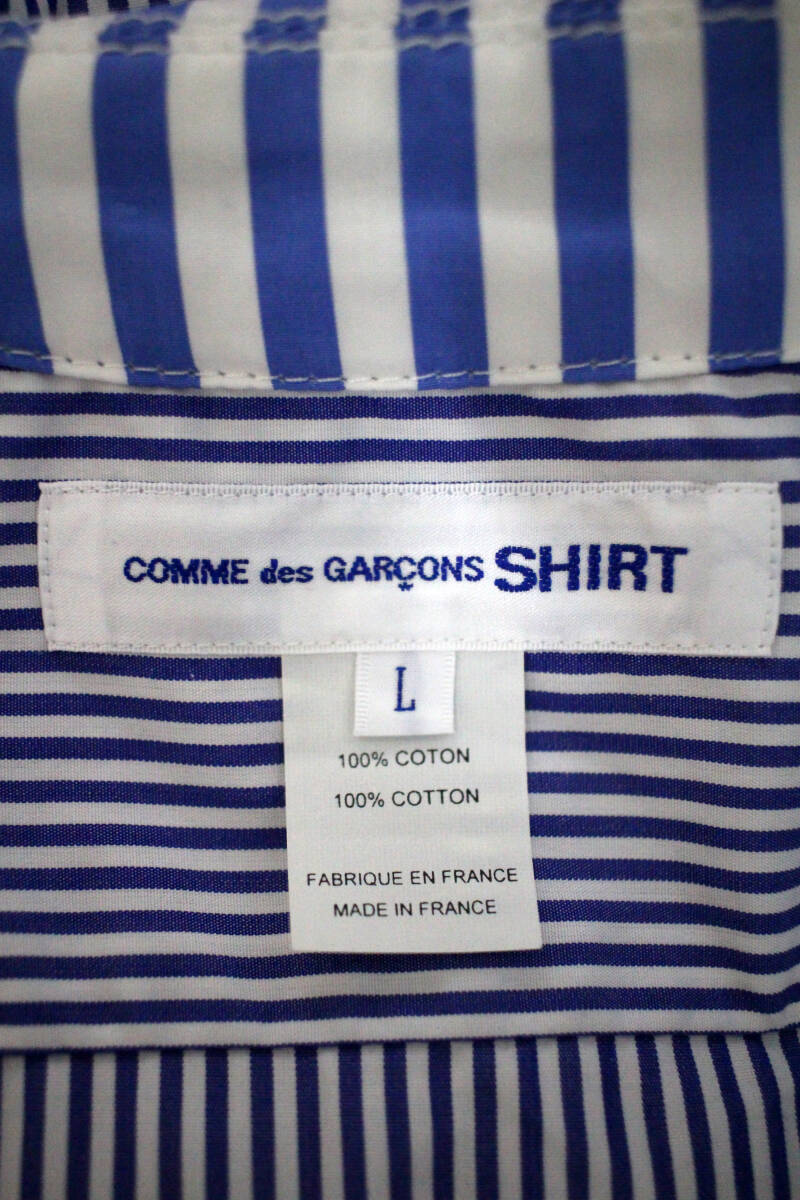 COMME des GARÇONS SHIRT
L
100% COTON
100% COTTON
FABRIQUE EN FRANCE
MADE IN FRANCE